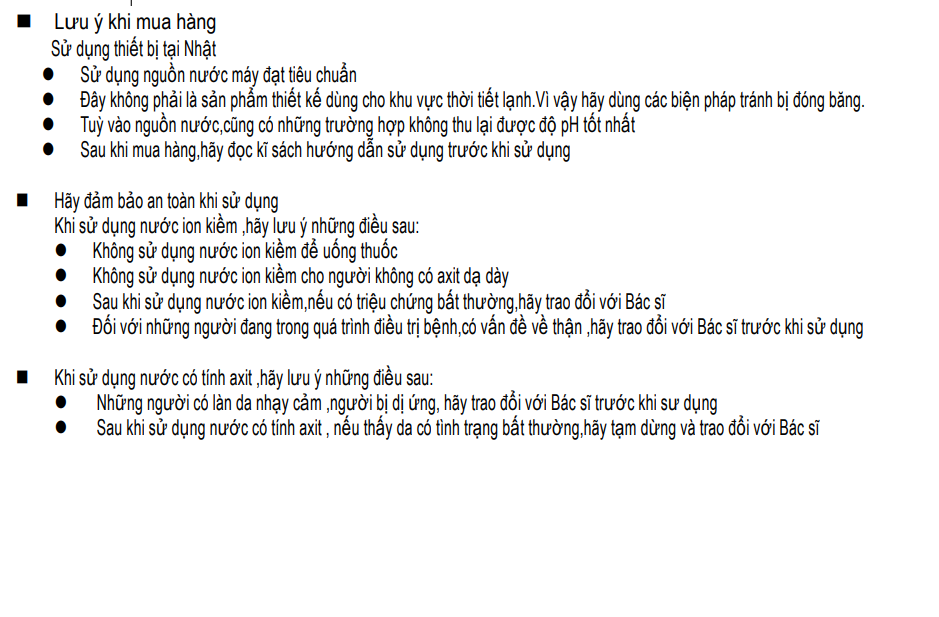 ■ Lưu ý khi mua hàng
Sử dụng thiết bị tại Nhật
● Sử dụng nguồn nước máy đạt tiêu chuẩn
● Đây không phải là sản phẩm thiết kế dùng cho khu vực thời tiết lạnh.Vì vậy hãy dùng các biện pháp tránh bị đóng băng.
● Tuỳ vào nguồn nước,cũng có những trường hợp không thu lại được độ pH tốt nhất
● Sau khi mua hàng,hãy đọc kĩ sách hướng dẫn sử dụng trước khi sử dụng
■ Hãy đảm bảo an toàn khi sử dụng
Khi sử dụng nước ion kiềm ,hãy lưu ý những điều sau:
● Không sử dụng nước ion kiềm để uống thuốc
● Không sử dụng nước ion kiềm cho người không có axit dạ dày
● Sau khi sử dụng nước ion kiềm,nếu có triệu chứng bất thường,hãy trao đổi với Bác sĩ
● Đối với những người đang trong quá trình điều trị bệnh,có vấn đề về thận ,hãy trao đổi với Bác sĩ trước khi sử dụng
■ Khi sử dụng nước có tính axit ,hãy lưu ý những điều sau:
● Những người có làn da nhạy cảm ,người bị dị ứng, hãy trao đổi với Bác sĩ trước khi sư dụng
● Sau khi sử dụng nước có tính axit , nếu thấy da có tình trạng bất thường,hãy tạm dừng và trao đổi với Bác sĩ